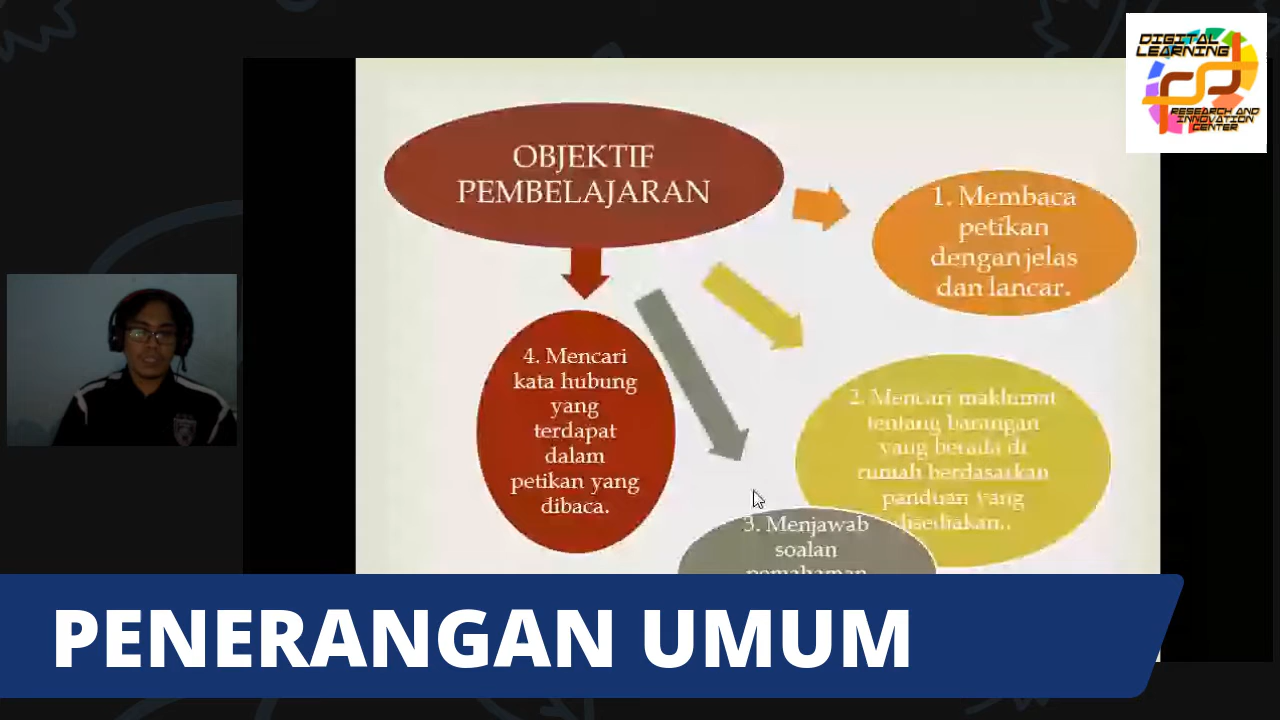 DIGITAL
LEARNING
RESEARCH AND
INNOVATION
CENTER
OBJEKTIF
PEMBELAJARAN
1. Membaca
petikan
dengan jelas
dan lancar.
2. Mencari maklumat
tentang barangan
yang berada di
rumah berdasarkan
panduan yang
disediakan..
3. Menjawab
soalan
pemahaman
4. Mencari
kata hubung
yang
terdapat
dalam
petikan yang
dibaca.
PENERANGAN UMUM